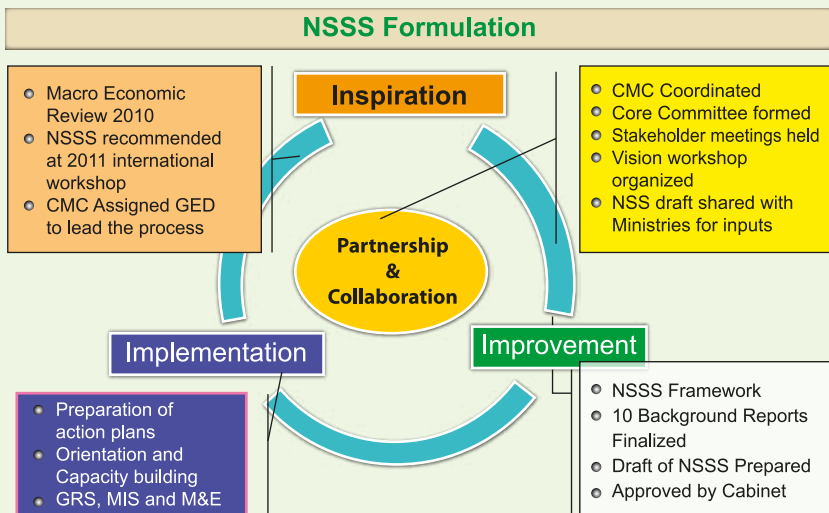 NSSS Formulation
Macro Economic
Review 2010
NSSS recommended
at 2011 international
workshop
CMC Assigned GED
to lead the process
Inspiration
CMC Coordinated
Core Committee formed
Stakeholder meetings held
Vision workshop
organized
NSS draft shared with
Ministries for inputs
Partnership
&
Collaboration
Implementation
Improvement
Preparation of
action plans
Orientation and
Capacity building
GRS, MIS and M&E
NSSS Framework
10 Background Reports
Finalized
Draft of NSSS Prepared
Approved by Cabinet